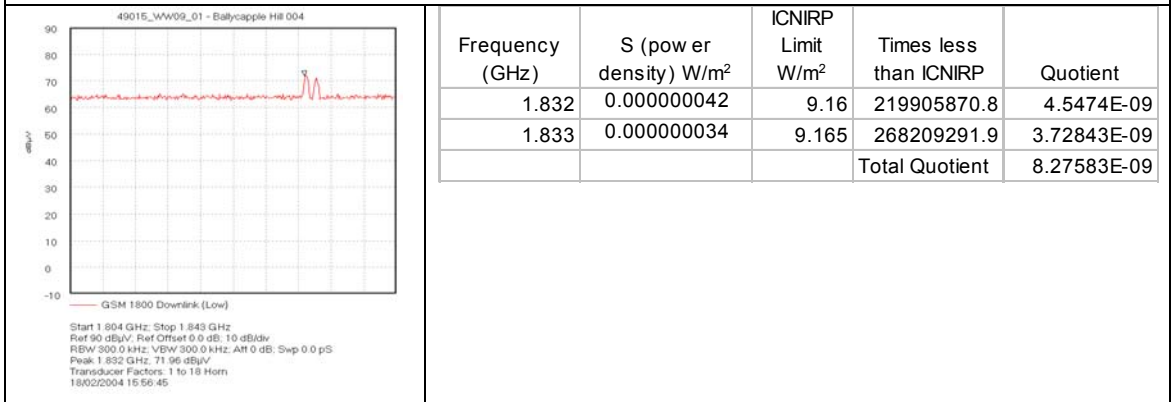 49015_WW09_01 - Ballycapple Hill 004
90
80
70
60
50
40
30
20
10
0
-10
dBµV
GSM 1800 Downlink (Low)
Start 1.804 GHz; Stop 1.843 GHz
Ref 90 dBµV; Ref Offset 0.0 dB; 10 dB/div
RBW 300.0 kHz; VBW 300.0 kHz; Att 0 dB; Swp 0.0 pS
Peak 1.832 GHz, 71.96 dBµV
Transducer Factors: 1 to 18 Horn
18/02/2004 15:56:45
Frequency (GHz) S (pow er density) W/m² ICNIRP Limit W/m² Times less than ICNIRP Quotient
1.832 0.000000042 9.16 219905870.8 4.5474E-09
1.833 0.000000034 9.165 268209291.9 3.72843E-09
Total Quotient 8.27583E-09